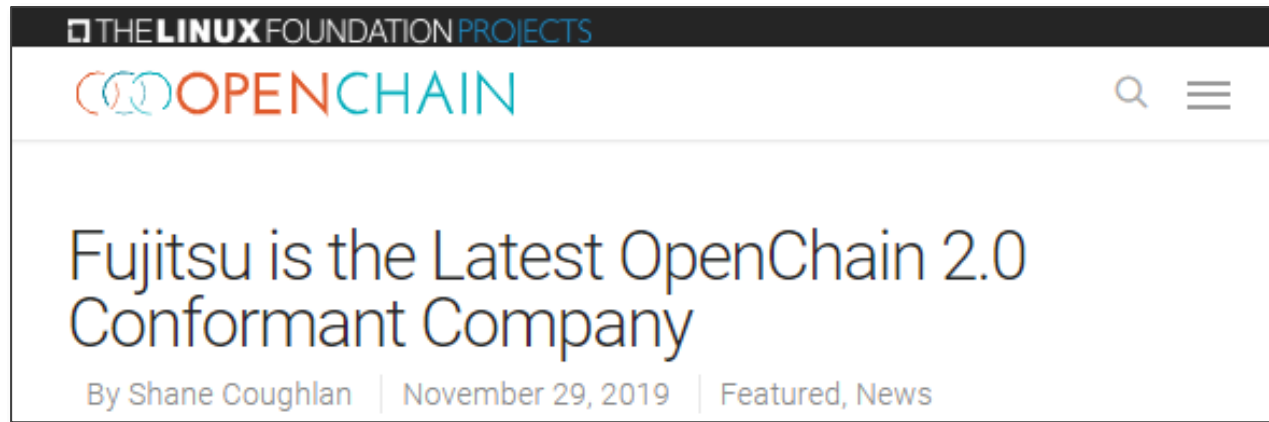 THE LINUX FOUNDATION PROJECTS
OPENCHAIN
Fujitsu is the Latest OpenChain 2.0
Conformant Company
By Shane Coughlan November 29, 2019 Featured, News